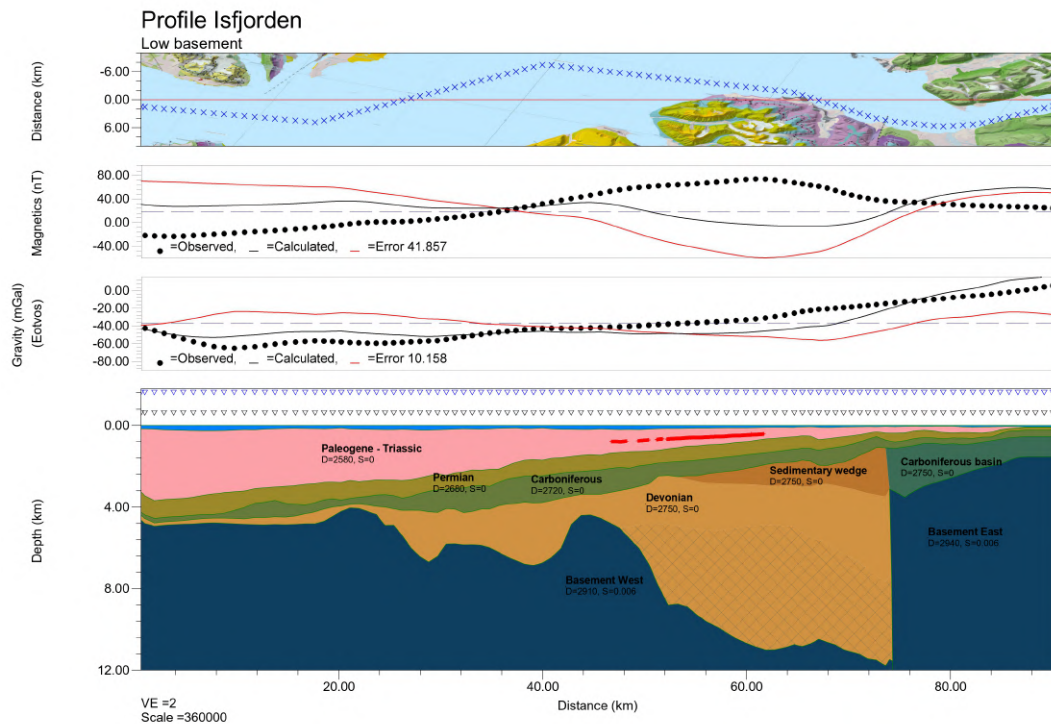 Profile Isfjorden
Low basement
Distance (km)
-6.00
0.00
6.00
Magnetics (nT)
80.00
40.00
0.00
-40.00
=Observed, =Calculated, =Error 41.857
Gravity (mGal)
(Eotvos)
0.00
-20.00
-40.00
-60.00
-80.00
=Observed, =Calculated, =Error 10.158
Depth (km)
0.00
4.00
8.00
12.00
Paleogene - Triassic
D=2580, S=0
Permian
D=2680, S=0
Carboniferous
D=2720, S=0
Devonian
D=2750, S=0
Sedimentary wedge
D=2750, S=0
Carboniferous basin
D=2750, S=0
Basement West
D=2910, S=0.006
Basement East
D=2940, S=0.006
20.00 40.00 60.00 80.00
Distance (km)
VE =2
Scale =360000